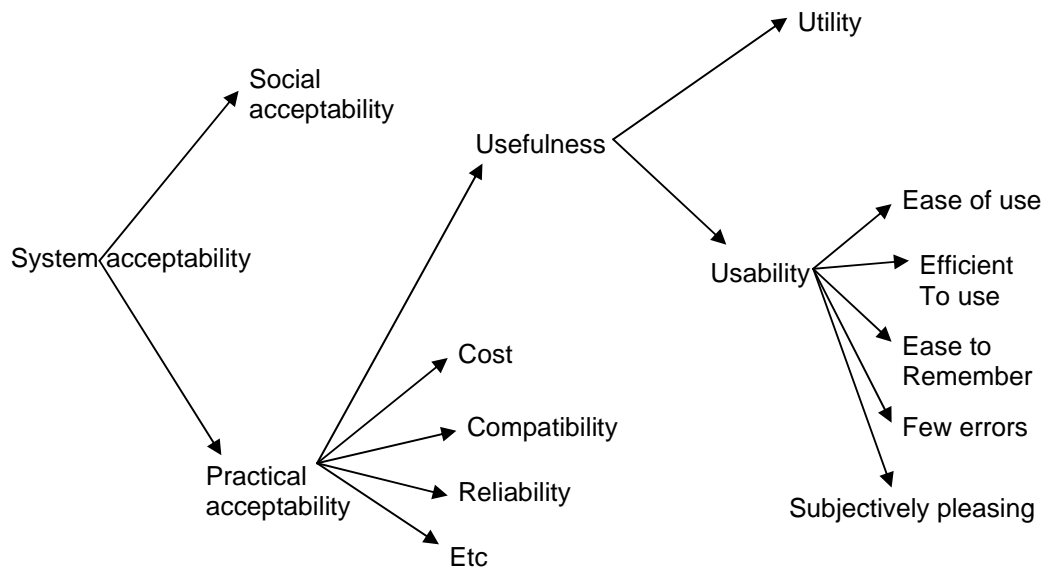 Utility
Social
acceptability
Usefulness
Ease of use
System acceptability
Usability
Efficient
To use
Ease to
Remember
Cost
Compatibility
Few errors
Practical
acceptability
Reliability
Subjectively pleasing
Etc